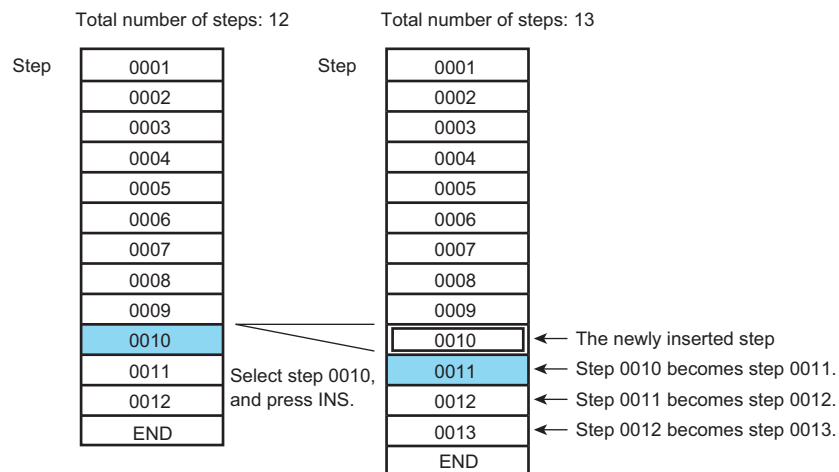 Total number of steps: 12
Total number of steps: 13
Step
0001
0002
0003
0004
0005
0006
0007
0008
0009
0010
0011
0012
END
Select step 0010,
and press INS.
Step
0001
0002
0003
0004
0005
0006
0007
0008
0009
0010
The newly inserted step
0011
Step 0010 becomes step 0011.
0012
Step 0011 becomes step 0012.
0013
Step 0012 becomes step 0013.
END